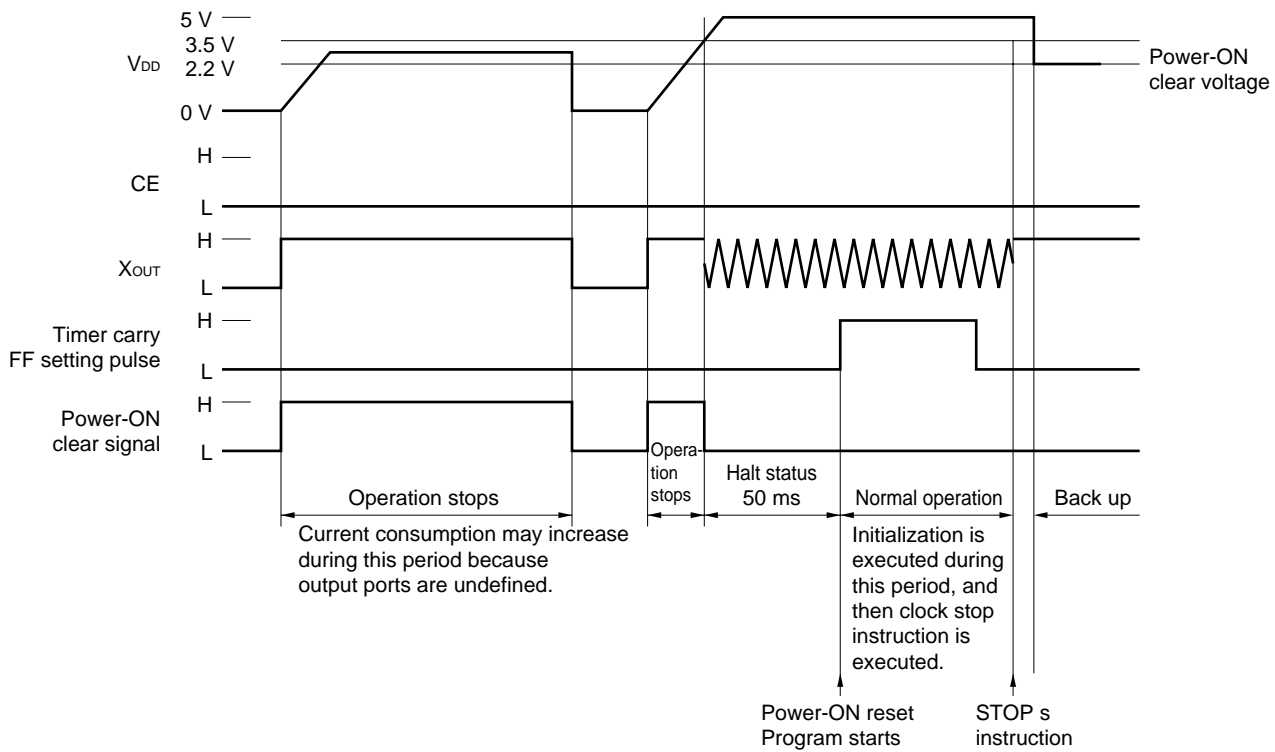 5 V
3.5 V
VDD
2.2 V
0 V
Power-ON
clear voltage
H
CE
L
H
XOUT
L
H
Timer carry
FF setting pulse
L
H
Power-ON
clear signal
L
Operation stops
Opera-
tion
stops
Halt status
50 ms
Normal operation
Back up
Current consumption may increase
during this period because
output ports are undefined.
Initialization is
executed during
this period, and
then clock stop
instruction is
executed.
Power-ON reset
Program starts
STOP s
instruction